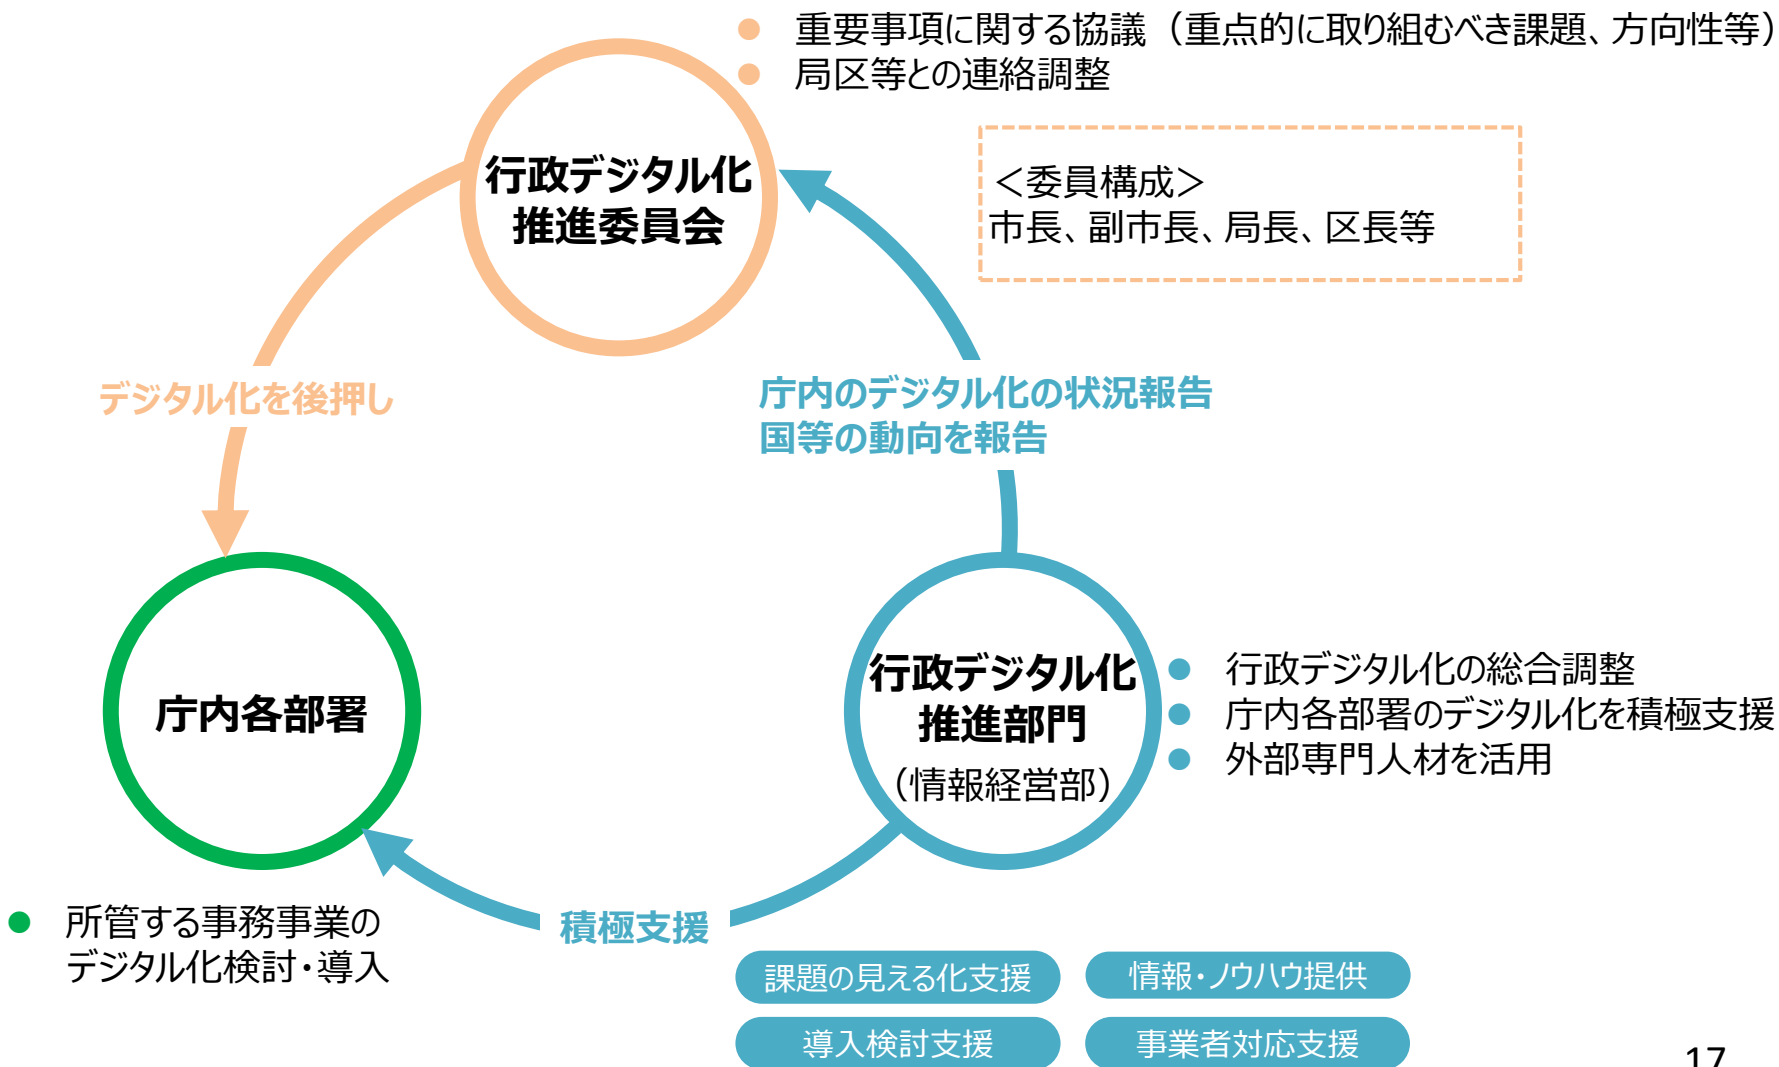 重要事項に関する協議（重点的に取り組むべき課題、方向性等）
局区等との連絡調整
行政デジタル化
推進委員会
＜委員構成＞
市長、副市長、局長、区長等
デジタル化を後押し
庁内のデジタル化の状況報告
国等の動向を報告
庁内各部署
行政デジタル化
推進部門
（情報経営部）
行政デジタル化の総合調整
庁内各部署のデジタル化を積極支援
外部専門人材を活用
所管する事務事業の
デジタル化検討・導入
積極支援
課題の見える化支援
情報・ノウハウ提供
導入検討支援
事業者対応支援
17